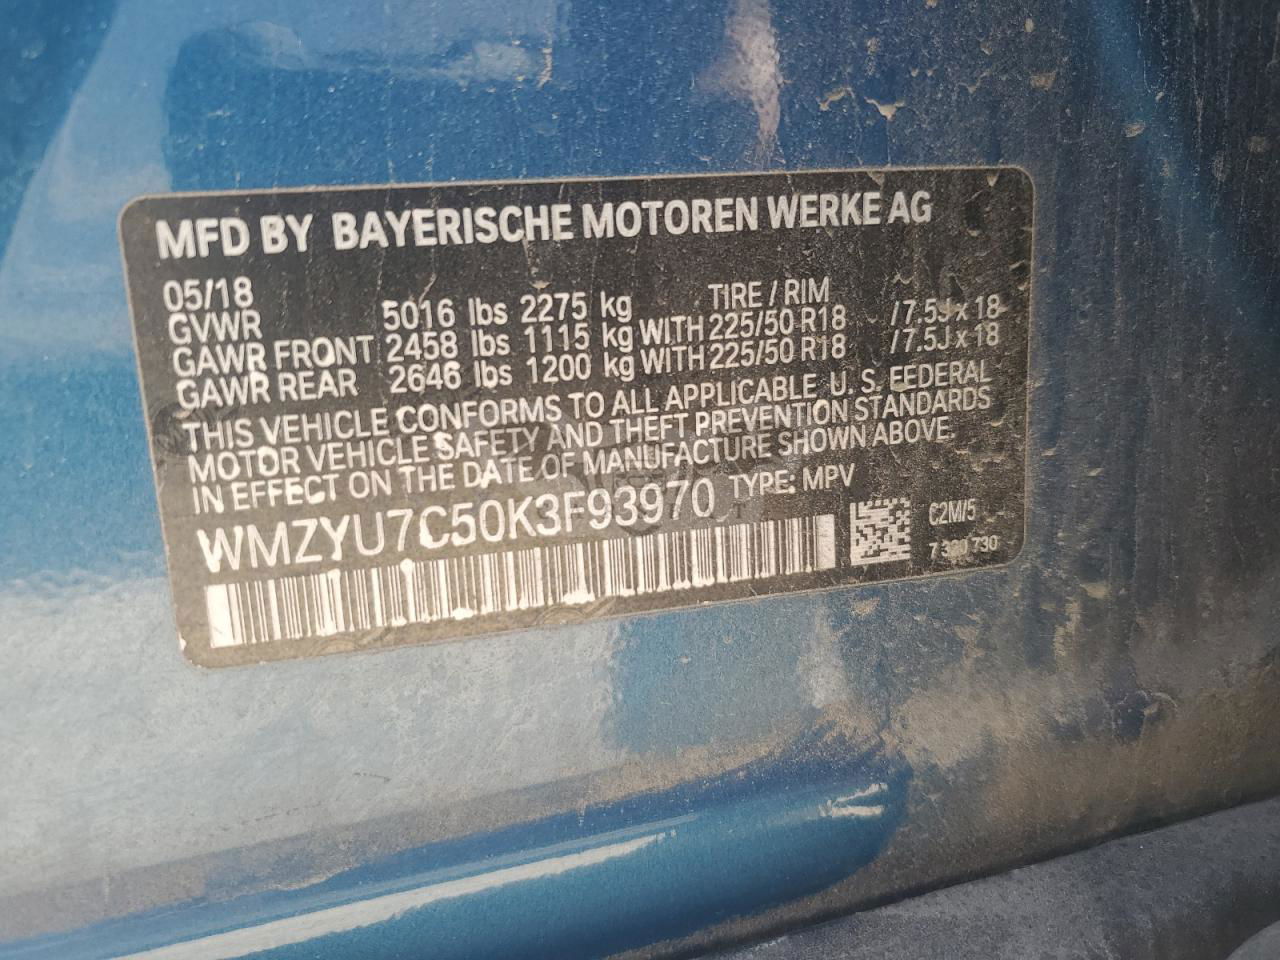 MFD BY BAYERISCHE MOTOREN WERKE AG
05/18 TIRE / RIM
GVWR 5016 lbs 2275 kg
GAWR FRONT 2458 lbs 1115 kg WITH 225/50 R18 /7.5J x 18
GAWR REAR 2646 lbs 1200 kg WITH 225/50 R18 /7.5J x 18
THIS VEHICLE CONFORMS TO ALL APPLICABLE U. S. FEDERAL
MOTOR VEHICLE SAFETY AND THEFT PREVENTION STANDARDS
IN EFFECT ON THE DATE OF MANUFACTURE SHOWN ABOVE.
WMZYU7C50K3F93970 TYPE: MPV
C2M/5